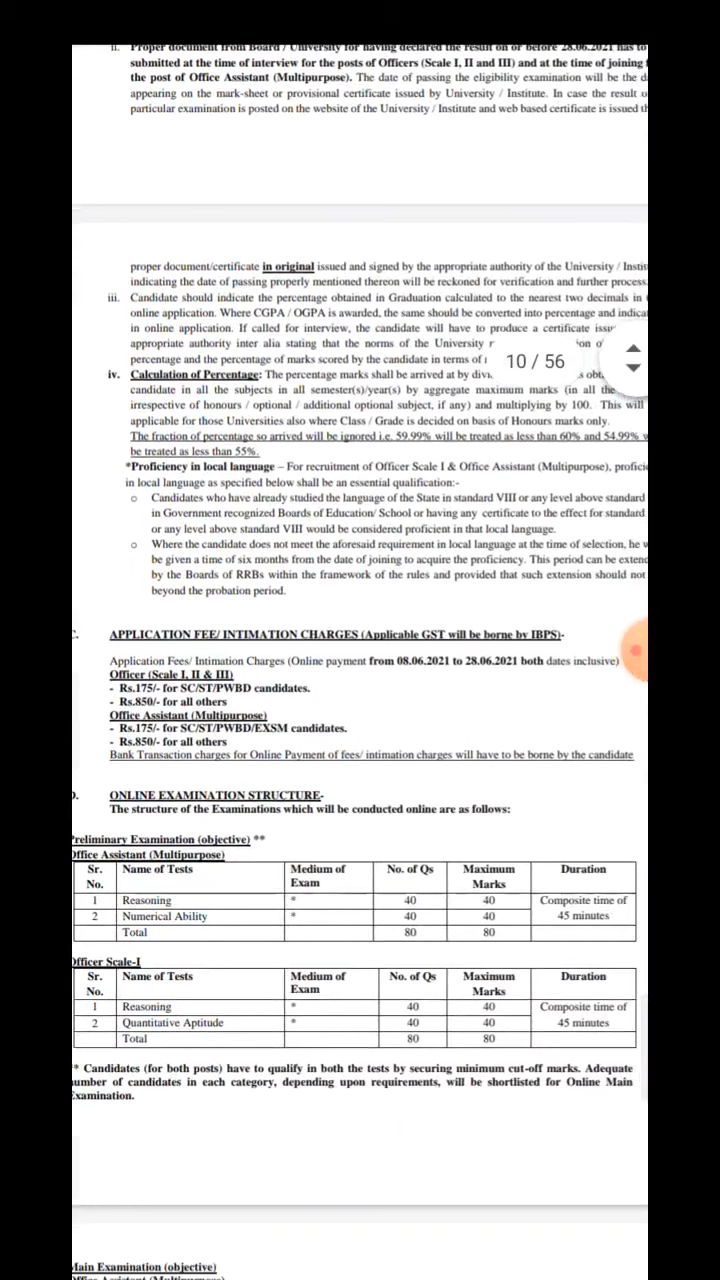 ii. Proper document from Board / University for having declared the result on or before 28.06.2021 has to
submitted at the time of interview for the posts of Officers (Scale I, II and III) and at the time of joining
the post of Office Assistant (Multipurpose). The date of passing the eligibility examination will be the
appearing on the mark-sheet or provisional certificate issued by University / Institute. In case the result
particular examination is posted on the website of the University / Institute and web based certificate is issued
proper document/certificate in original issued and signed by the appropriate authority of the University /
indicating the date of passing properly mentioned thereon will be reckoned for verification and further process
iii. Candidate should indicate the percentage obtained in Graduation calculated to the nearest two decimals in
online application. Where CGPA / OGPA is awarded, the same should be converted into percentage and
in online application. If called for interview, the candidate will have to produce a certificate
appropriate authority inter alia stating that the norms of the University
percentage and the percentage of marks scored by the candidate in terms of
10 / 56
iv. Calculation of Percentage: The percentage marks shall be arrived at by
candidate in all the subjects in all semester(s)/year(s) by aggregate maximum marks (in all the
irrespective of honours / optional / additional optional subject, if any) and multiplying by 100. This will
applicable for those Universities also where Class / Grade is decided on basis of Honours marks only.
The fraction of percentage so arrived will be ignored i.e. 59.99% will be treated as less than 60% and 54.99%
be treated as less than 55%.
*Proficiency in local language – For recruitment of Officer Scale I & Office Assistant (Multipurpose),
in local language as specified below shall be an essential qualification:-
o Candidates who have already studied the language of the State in standard VIII or any level above standard
in Government recognized Boards of Education/ School or having any certificate to the effect for standard
or any level above standard VIII would be considered proficient in that local language.
o Where the candidate does not meet the aforesaid requirement in local language at the time of selection, he
be given a time of six months from the date of joining to acquire the proficiency. This period can be
by the Boards of RRBs within the framework of the rules and provided that such extension should not
beyond the probation period.
APPLICATION FEE/ INTIMATION CHARGES (Applicable GST will be borne by IBPS)-
Application Fees/ Intimation Charges (Online payment from 08.06.2021 to 28.06.2021 both dates inclusive)
Officer (Scale I, II & III)
- Rs.175/- for SC/ST/PWBD candidates.
- Rs.850/- for all others
Office Assistant (Multipurpose)
- Rs.175/- for SC/ST/PWBD/EXSM candidates.
- Rs.850/- for all others
Bank Transaction charges for Online Payment of fees/ intimation charges will have to be borne by the candidate
ONLINE EXAMINATION STRUCTURE-
The structure of the Examinations which will be conducted online are as follows:
Preliminary Examination (objective) **
Office Assistant (Multipurpose)
Sr. No. Name of Tests Medium of Exam No. of Qs Maximum Marks Duration
1 Reasoning * 40 40 Composite time of
2 Numerical Ability * 40 40 45 minutes
Total 80 80
Officer Scale-I
Sr. No. Name of Tests Medium of Exam No. of Qs Maximum Marks Duration
1 Reasoning * 40 40 Composite time of
2 Quantitative Aptitude * 40 40 45 minutes
Total 80 80
** Candidates (for both posts) have to qualify in both the tests by securing minimum cut-off marks. Adequate
number of candidates in each category, depending upon requirements, will be shortlisted for Online Main
Examination.
Main Examination (objective)
Office Assistant (Multipurpose)